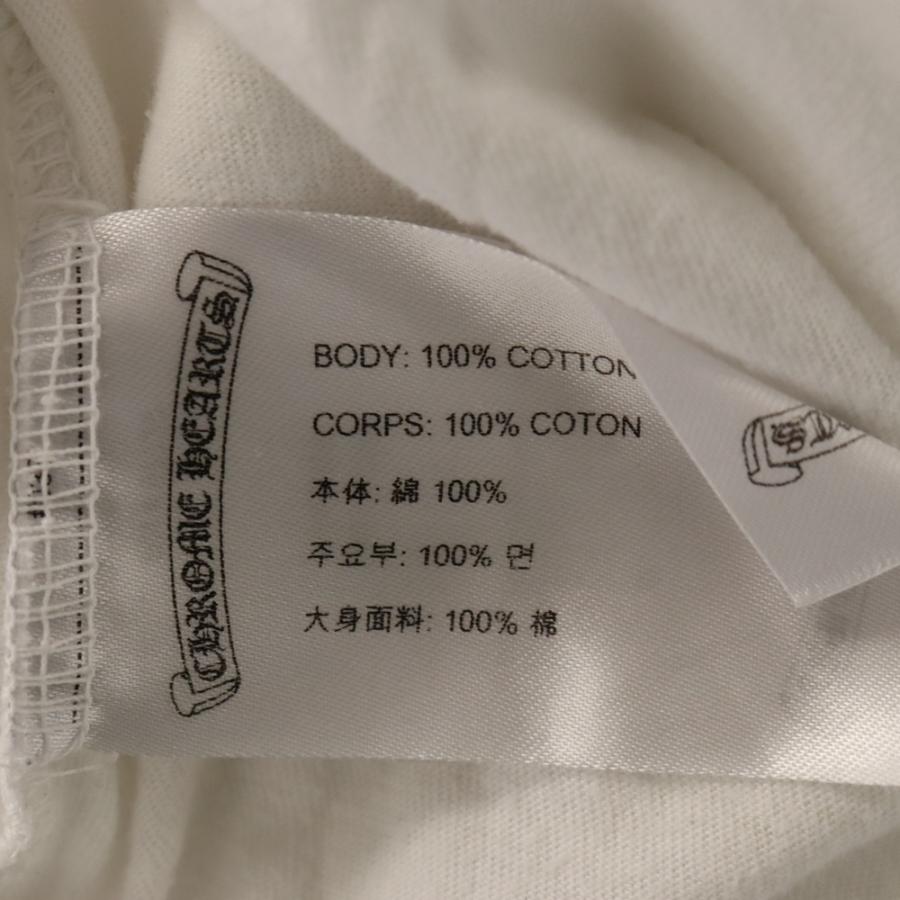 CHROME HEARTS
BODY: 100% COTTON
CORPS: 100% COTON
本体: 綿 100%
주요부: 100% 면
大身面料: 100% 棉